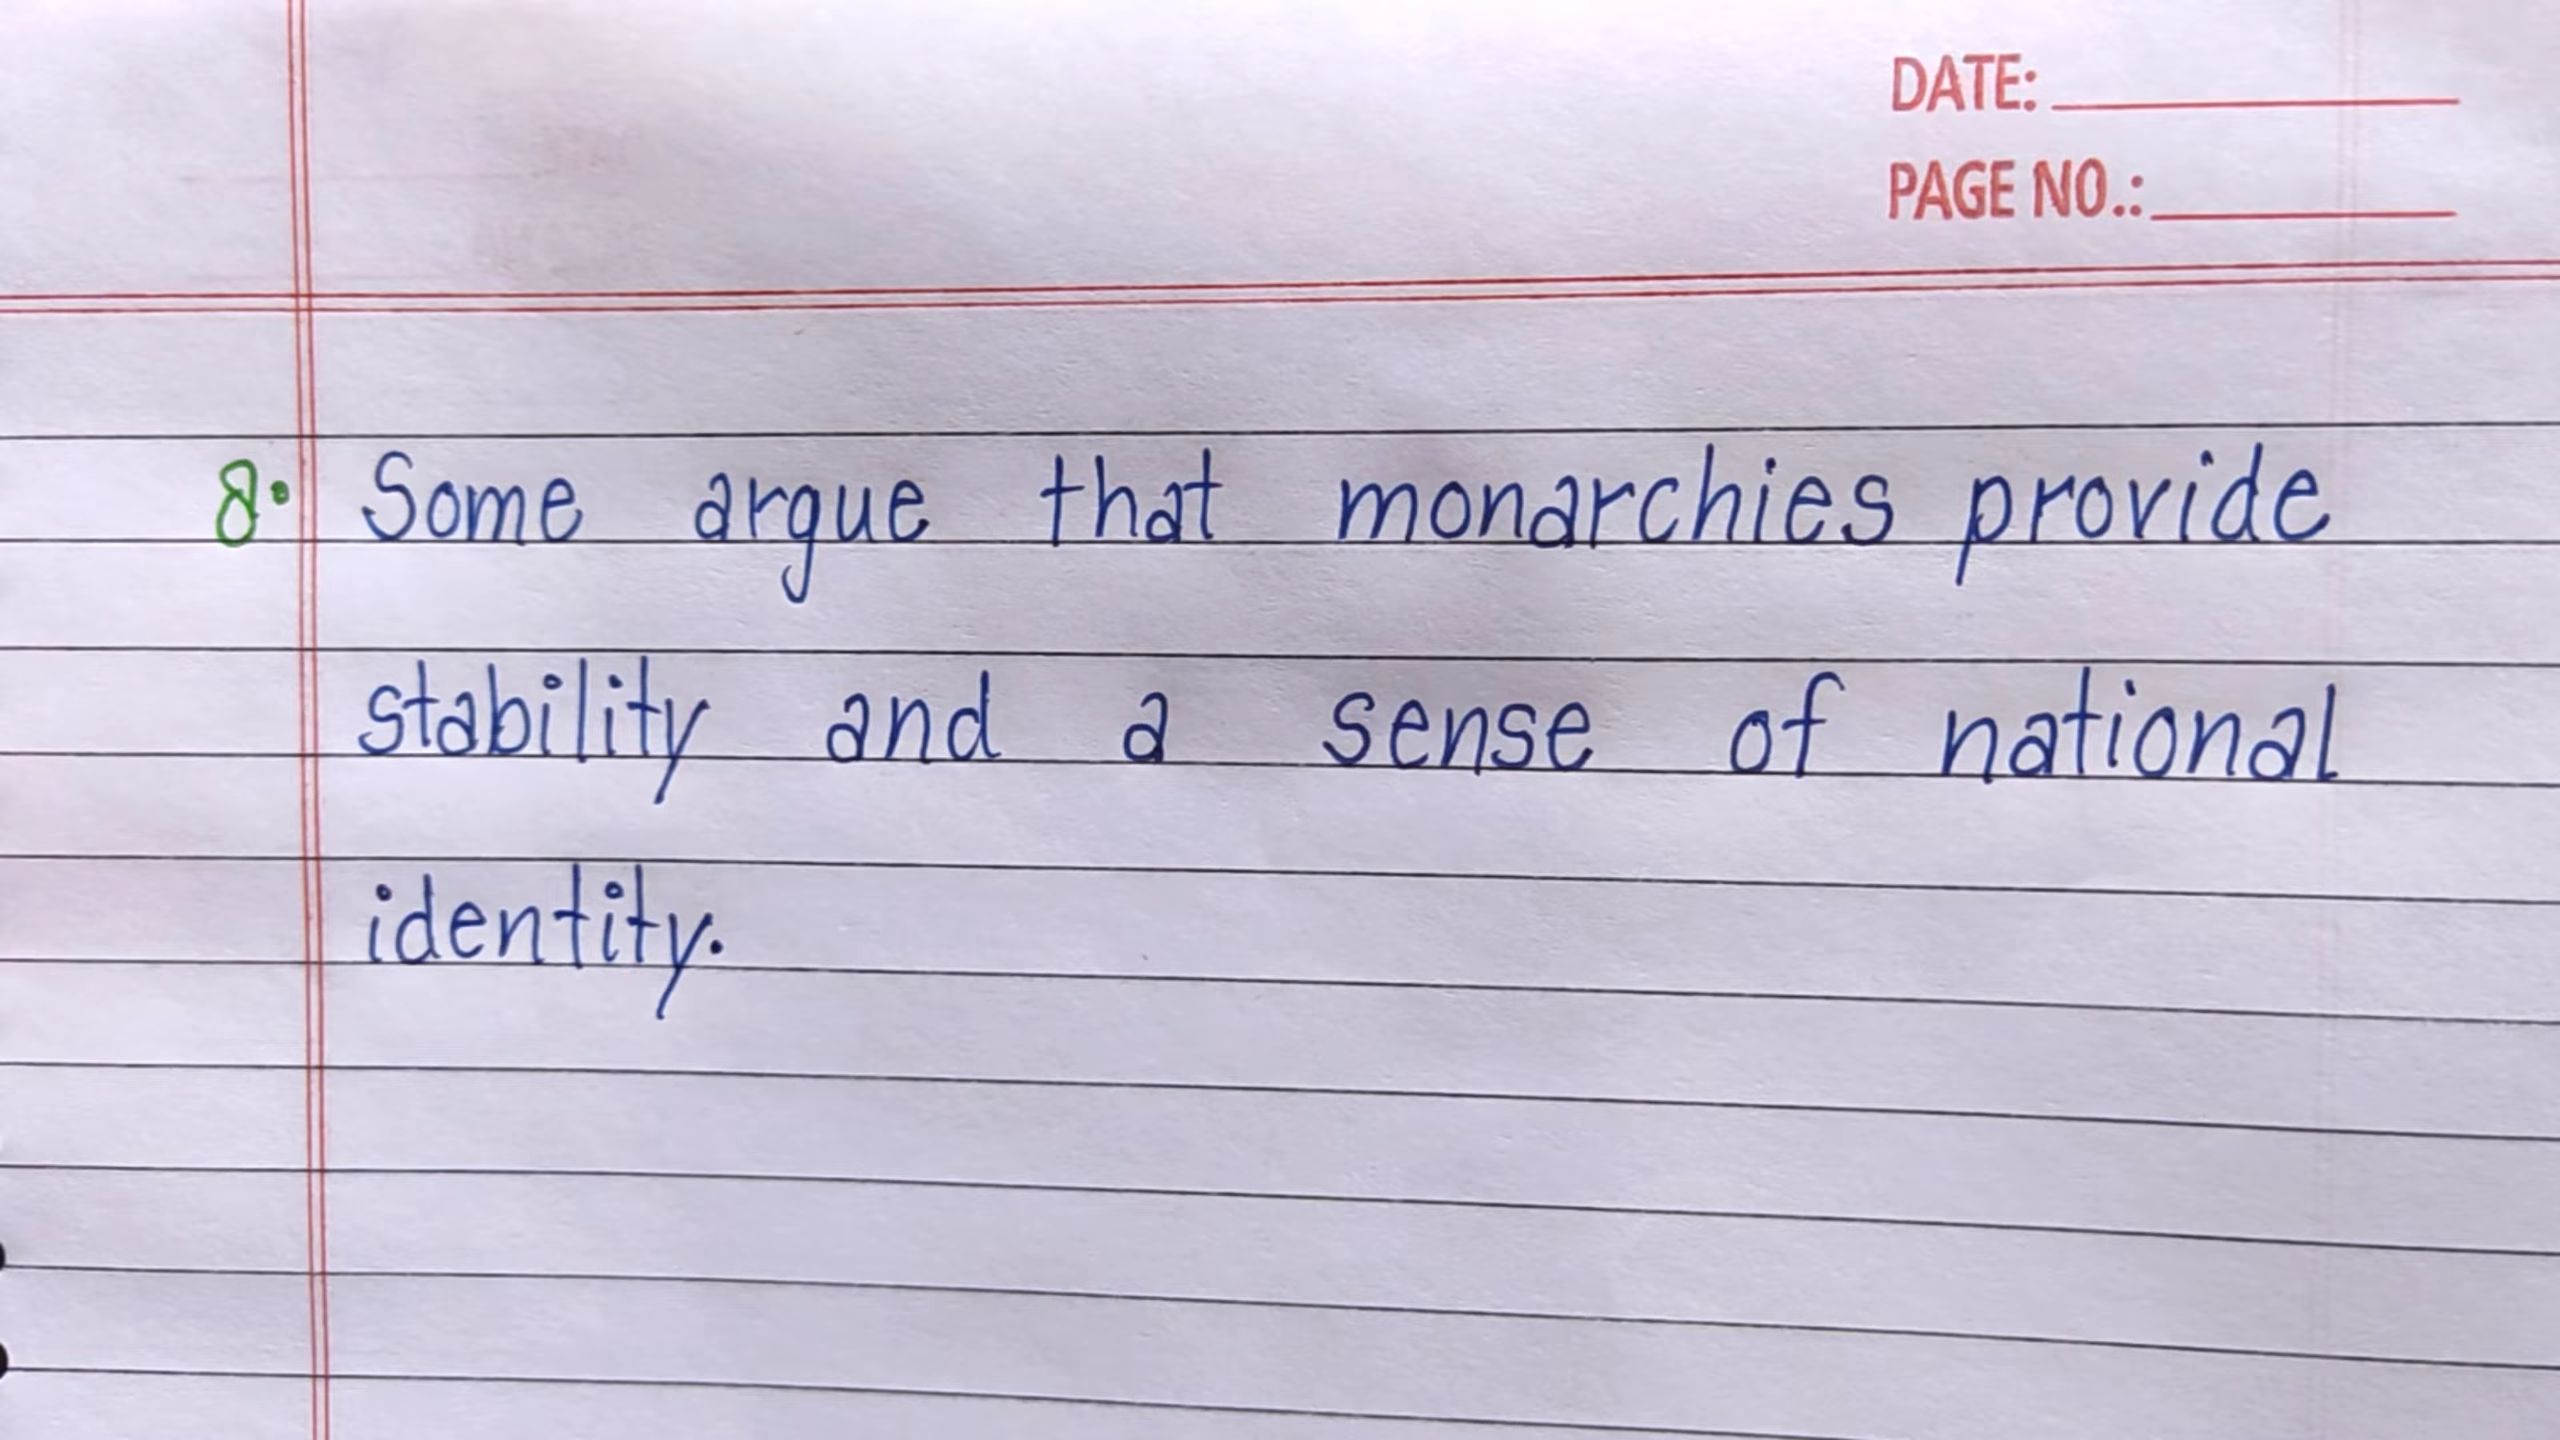 DATE:
PAGE NO.:
8. Some argue that monarchies provide
stability and a sense of national
identity.